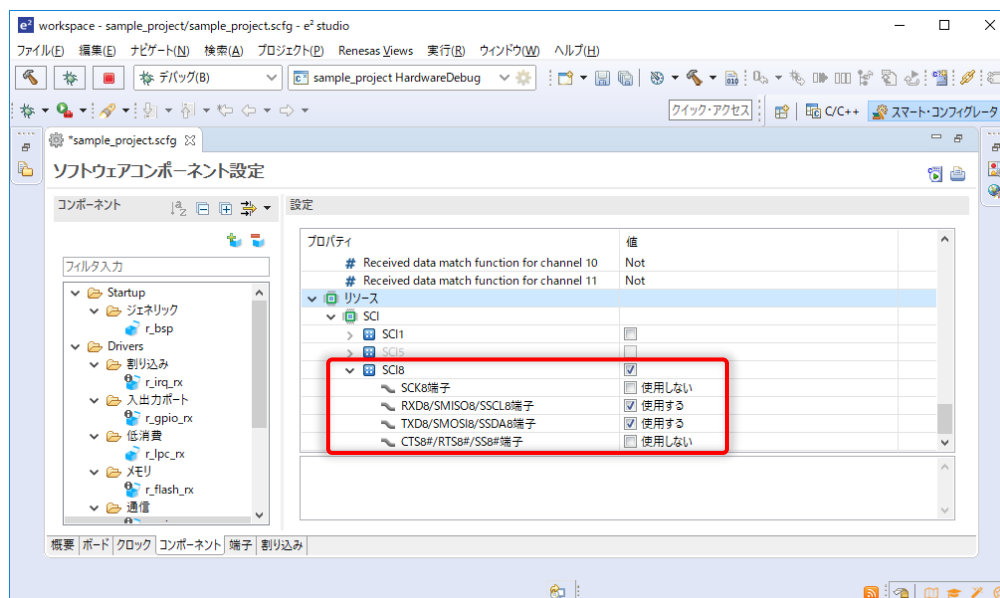 workspace - sample_project/sample_project.scfg - e² studio
ファイル(F) 編集(E) ナビゲート(N) 検索(A) プロジェクト(P) Renesas Views 実行(R) ウィンドウ(W) ヘルプ(H)
デバッグ(B) sample_project HardwareDebug
クイック・アクセス C/C++ スマート・コンフィグレータ
*sample_project.scfg
ソフトウェアコンポーネント設定
コンポーネント
設定
フィルタ入力
Startup
ジェネリック
r_bsp
Drivers
割り込み
r_irq_rx
入出力ポート
r_gpio_rx
低消費
r_lpc_rx
メモリ
r_flash_rx
通信
プロパティ 値
# Received data match function for channel 10 Not
# Received data match function for channel 11 Not
リソース
SCI
SCI1
SCI5
SCI8
SCK8端子 使用しない
RXD8/SMISO8/SSCL8端子 使用する
TXD8/SMOSI8/SSDA8端子 使用する
CTS8#/RTS8#/SS8#端子 使用しない
概要 ボード クロック コンポーネント 端子 割り込み